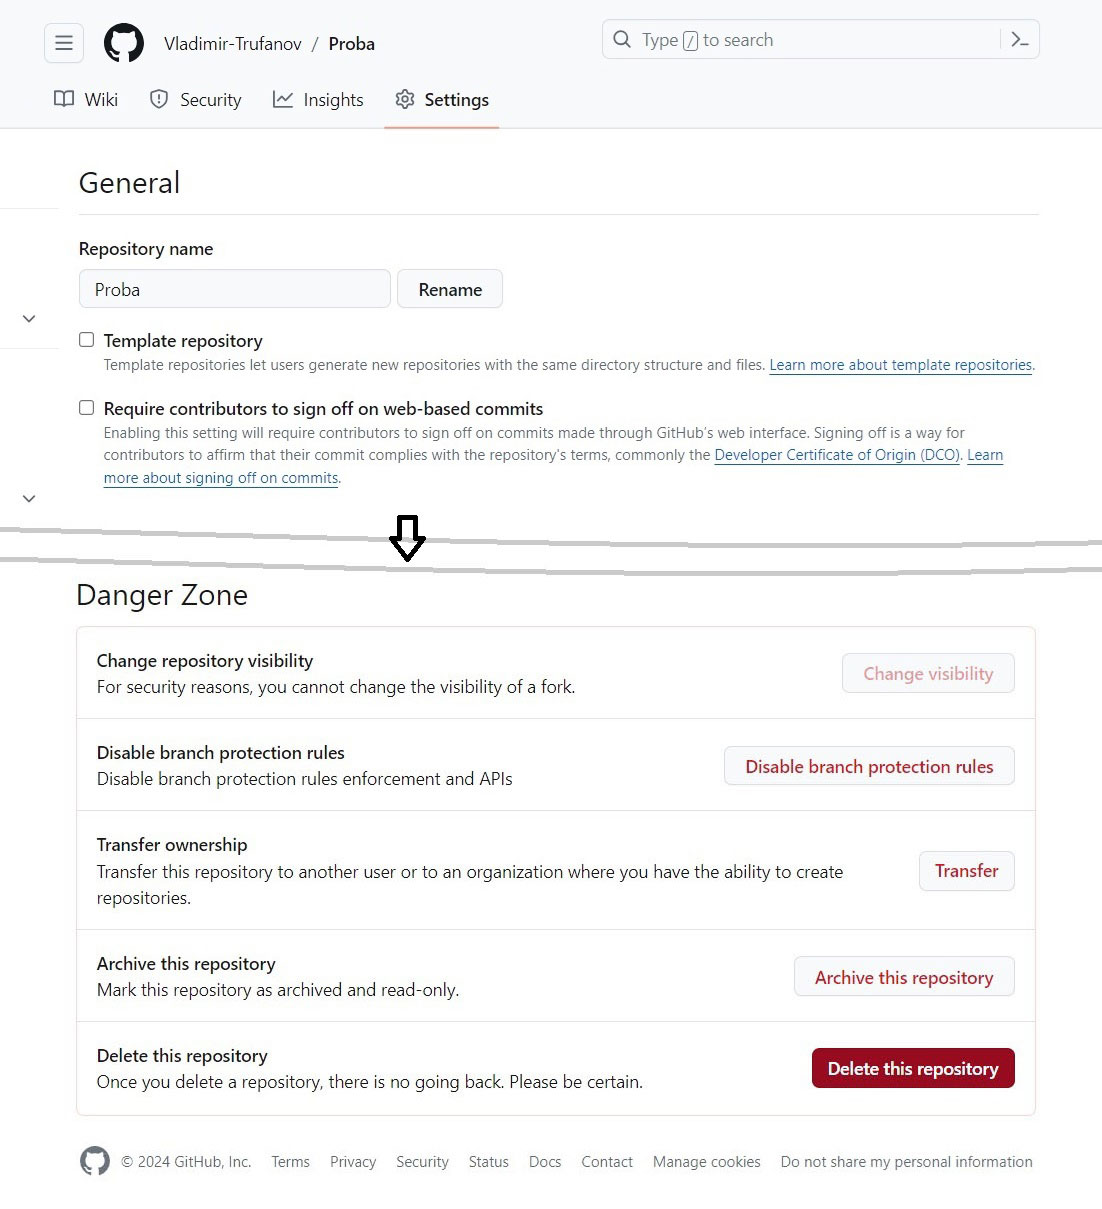 Vladimir-Trufanov / Proba
Type / to search
Wiki Security Insights Settings
General
Repository name
Proba Rename
Template repository
Template repositories let users generate new repositories with the same directory structure and files. Learn more about template repositories.
Require contributors to sign off on web-based commits
Enabling this setting will require contributors to sign off on commits made through GitHub's web interface. Signing off is a way for
contributors to affirm that their commit complies with the repository's terms, commonly the Developer Certificate of Origin (DCO). Learn
more about signing off on commits.
Danger Zone
Change repository visibility
For security reasons, you cannot change the visibility of a fork.
Change visibility
Disable branch protection rules
Disable branch protection rules enforcement and APIs
Disable branch protection rules
Transfer ownership
Transfer this repository to another user or to an organization where you have the ability to create
repositories.
Transfer
Archive this repository
Mark this repository as archived and read-only.
Archive this repository
Delete this repository
Once you delete a repository, there is no going back. Please be certain.
Delete this repository
© 2024 GitHub, Inc. Terms Privacy Security Status Docs Contact Manage cookies Do not share my personal information